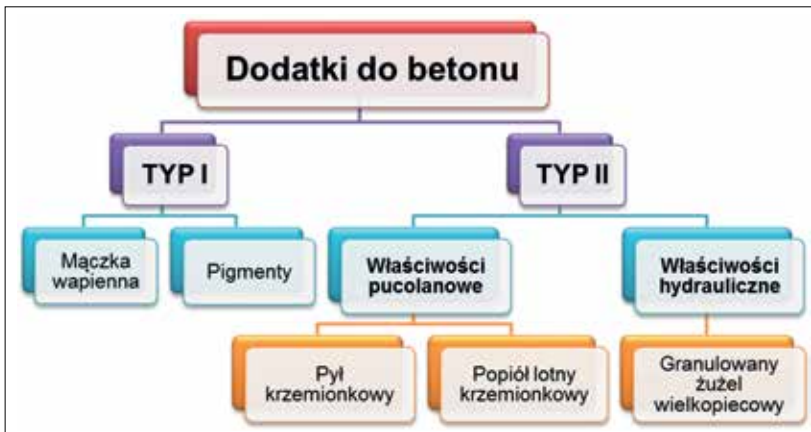 Dodatki do betonu
TYP I
TYP II
Mączka
wapienna
Pigmenty
Właściwości
pucolanowe
Właściwości
hydrauliczne
Pył
krzemionkowy
Popiół lotny
krzemionkowy
Granulowany
żużel
wielkopiecowy